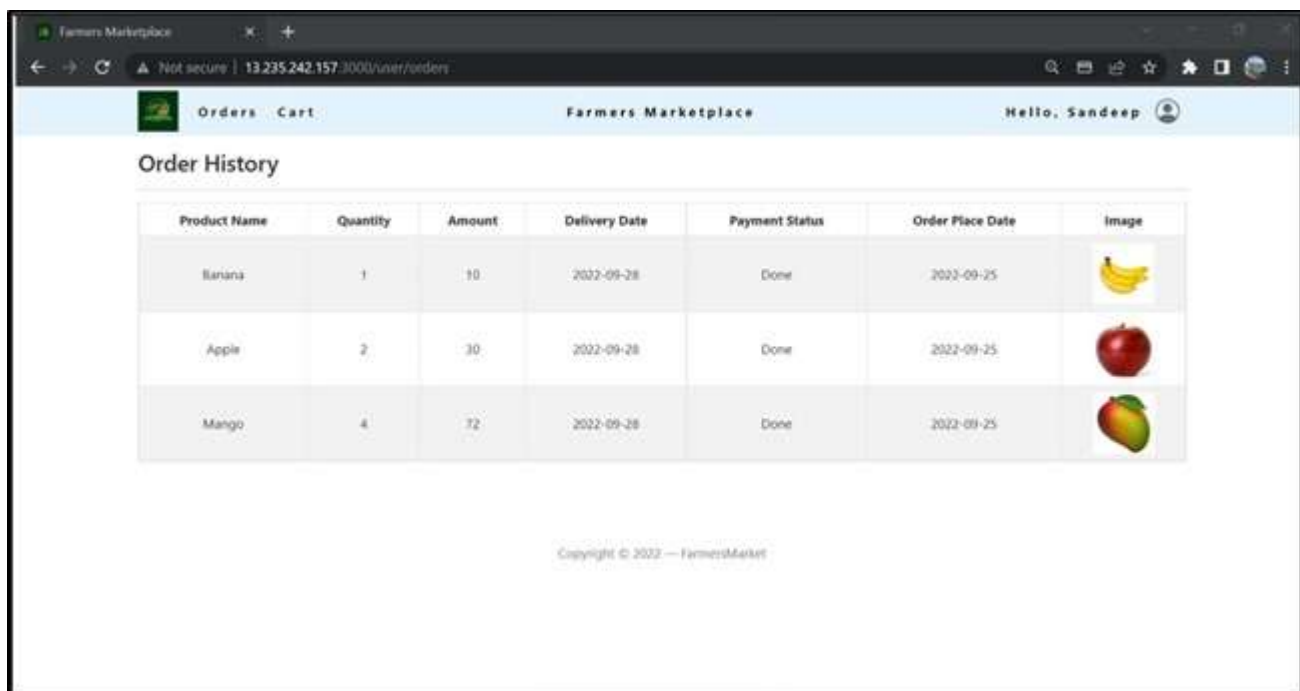 Farmers Marketplace
Not secure | 13.235.242.157:3000/user/orders
Orders Cart Farmers Marketplace Hello, Sandeep
Order History
Product Name Quantity Amount Delivery Date Payment Status Order Place Date Image
Banana 1 10 2022-09-28 Done 2022-09-25
Apple 2 30 2022-09-28 Done 2022-09-25
Mango 4 72 2022-09-28 Done 2022-09-25
Copyright © 2022 — FarmersMarket